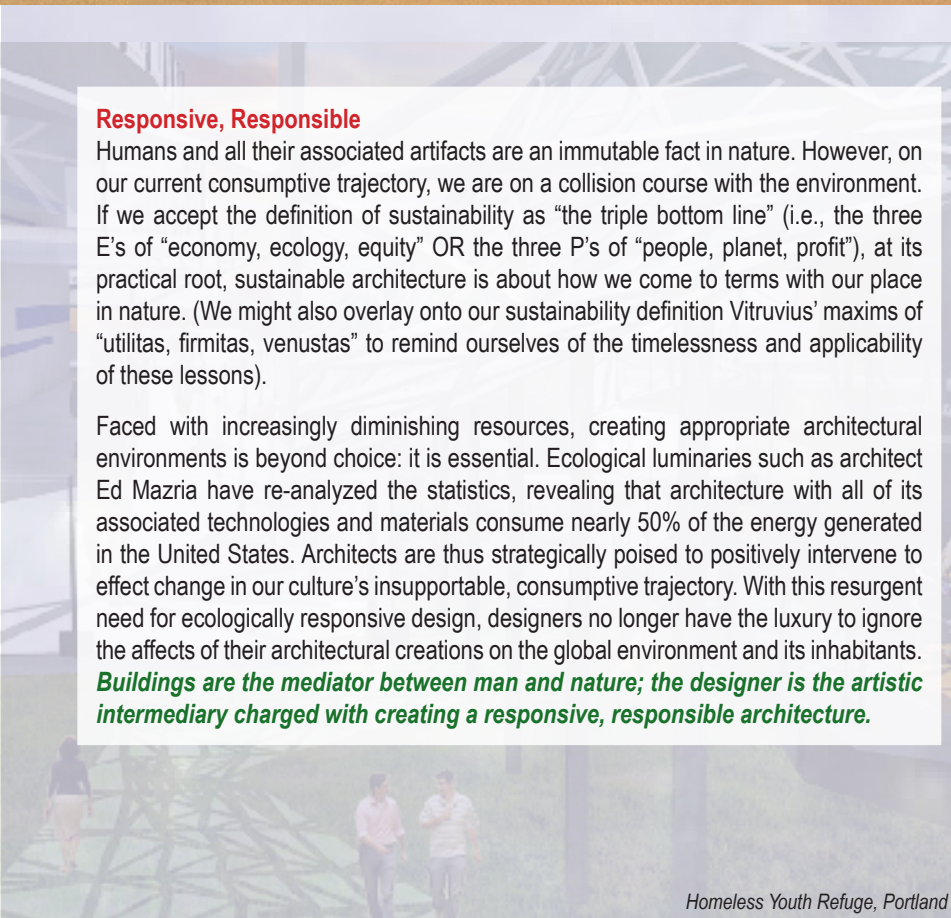 Responsive, Responsible
Humans and all their associated artifacts are an immutable fact in nature. However, on
our current consumptive trajectory, we are on a collision course with the environment.
If we accept the definition of sustainability as “the triple bottom line” (i.e., the three
E’s of “economy, ecology, equity” OR the three P’s of “people, planet, profit”), at its
practical root, sustainable architecture is about how we come to terms with our place
in nature. (We might also overlay onto our sustainability definition Vitruvius’ maxims of
“utilitas, firmitas, venustas” to remind ourselves of the timelessness and applicability
of these lessons).
Faced with increasingly diminishing resources, creating appropriate architectural
environments is beyond choice: it is essential. Ecological luminaries such as architect
Ed Mazria have re-analyzed the statistics, revealing that architecture with all of its
associated technologies and materials consume nearly 50% of the energy generated
in the United States. Architects are thus strategically poised to positively intervene to
effect change in our culture’s insupportable, consumptive trajectory. With this resurgent
need for ecologically responsive design, designers no longer have the luxury to ignore
the affects of their architectural creations on the global environment and its inhabitants.
Buildings are the mediator between man and nature; the designer is the artistic
intermediary charged with creating a responsive, responsible architecture.
Homeless Youth Refuge, Portland